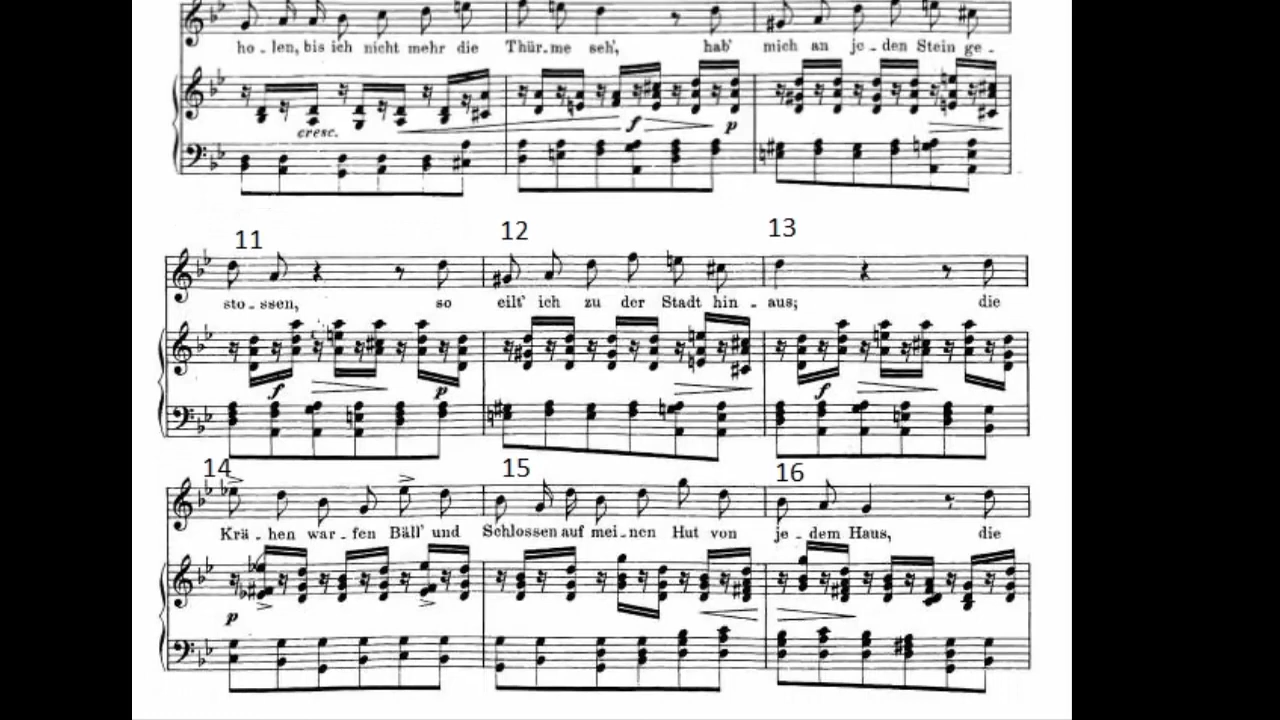 ho - len, bis ich nicht mehr die Thür - me seh', hab' mich an je - den Stein ge -
cresc.
f p
11 12 13
sto - ssen, so eilt' ich zu der Stadt hin - aus; die
f p f
14 15 16
Krä - hen war - fen Bäll' und Schlossen auf mei - nen Hut von je - dem Haus, die
p